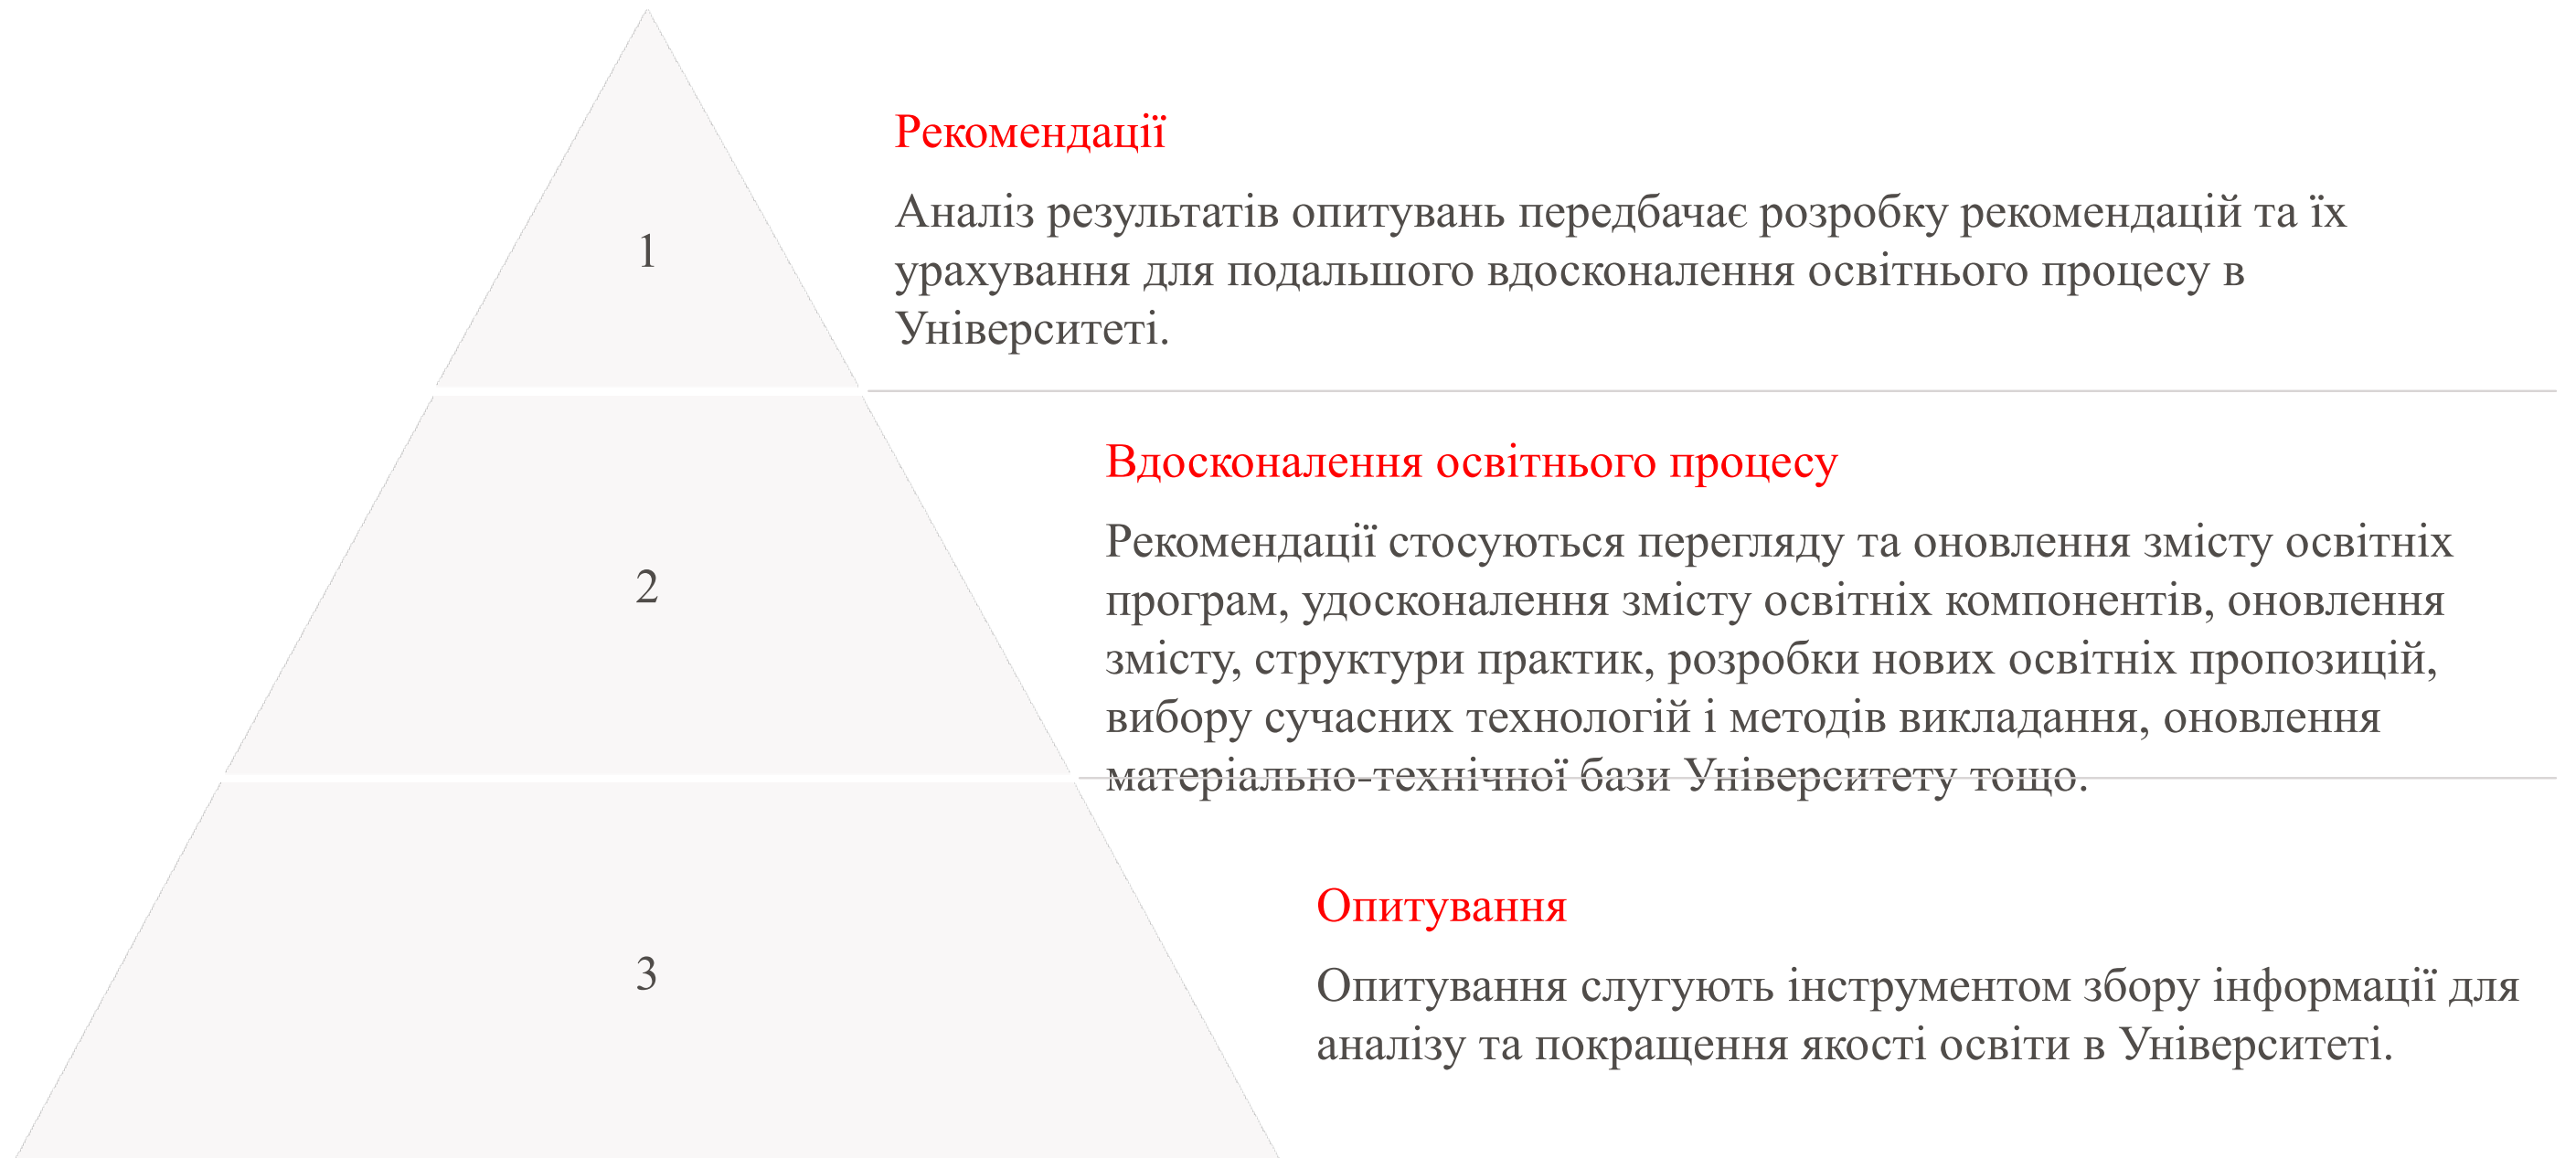 1
Рекомендації
Аналіз результатів опитувань передбачає розробку рекомендацій та їх
урахування для подальшого вдосконалення освітнього процесу в
Університеті.
2
Вдосконалення освітнього процесу
Рекомендації стосуються перегляду та оновлення змісту освітніх
програм, удосконалення змісту освітніх компонентів, оновлення
змісту, структури практик, розробки нових освітніх пропозицій,
вибору сучасних технологій і методів викладання, оновлення
матеріально-технічної бази Університету тощо.
3
Опитування
Опитування слугують інструментом збору інформації для
аналізу та покращення якості освіти в Університеті.